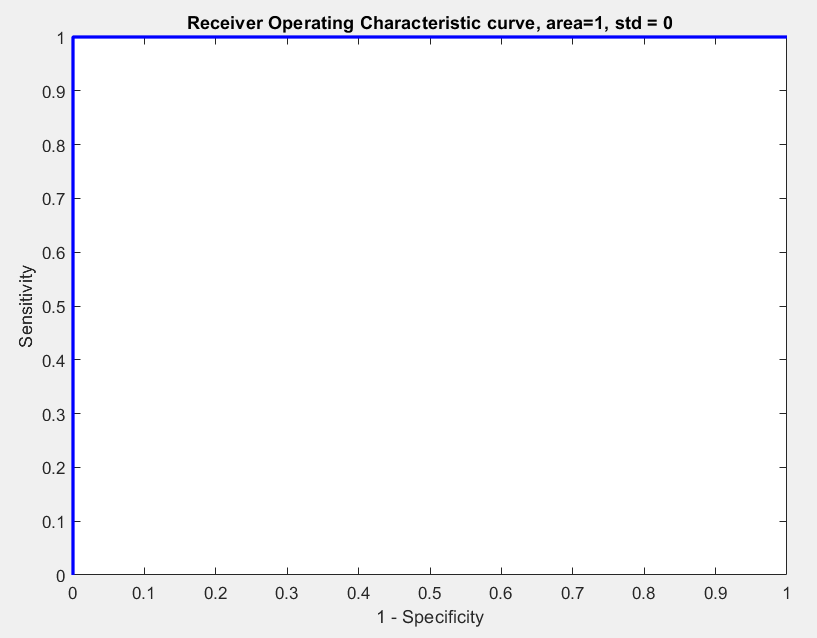 Receiver Operating Characteristic curve, area=1, std = 0
1
0.9
0.8
0.7
0.6
0.5
0.4
0.3
0.2
0.1
0
Sensitivity
0 0.1 0.2 0.3 0.4 0.5 0.6 0.7 0.8 0.9 1
1 - Specificity